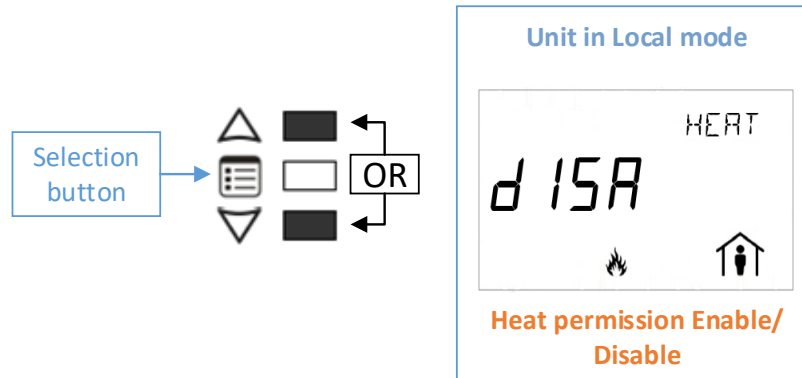 Unit in Local mode
HEAT
Selection
button
OR
dISA
Heat permission Enable/
Disable